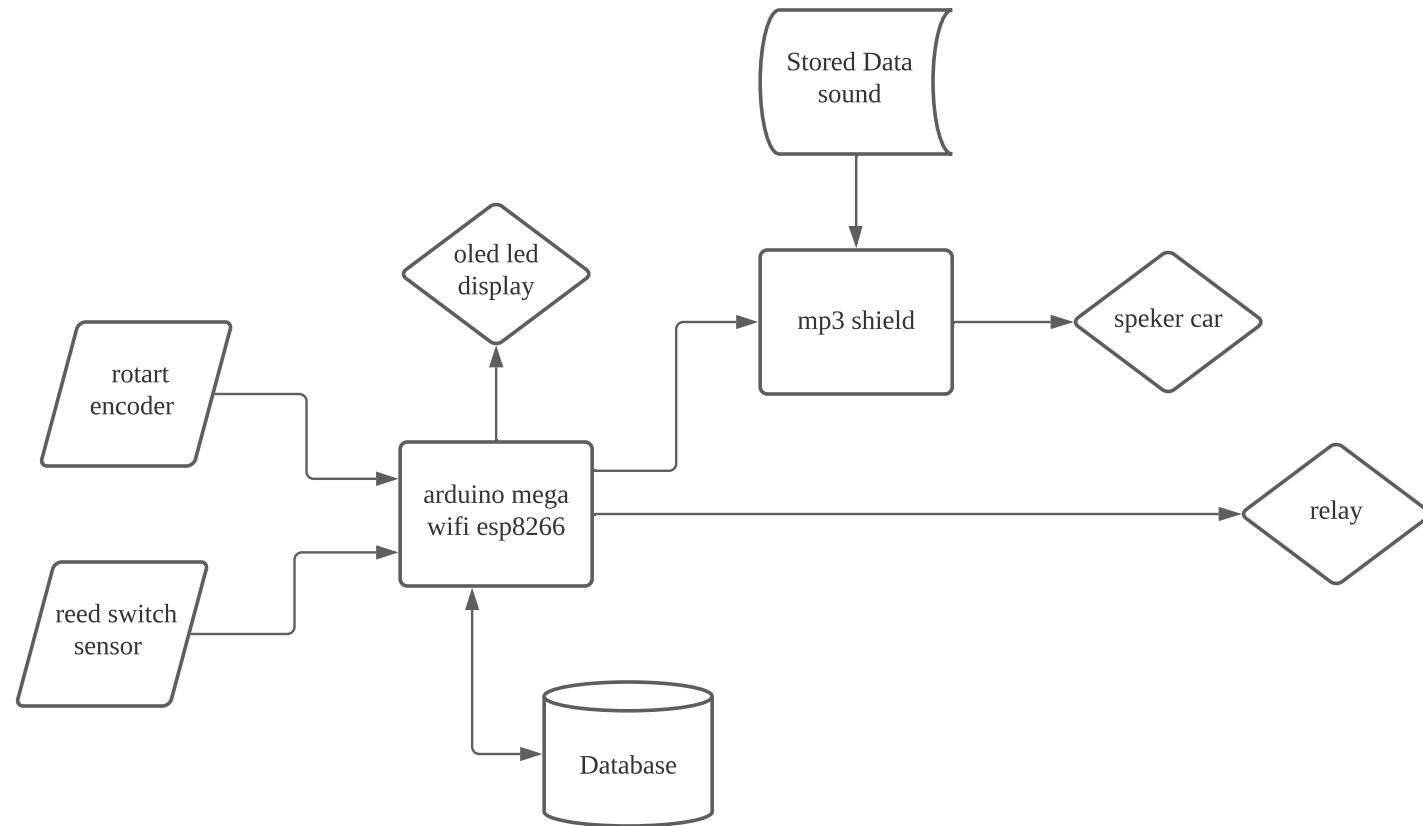 Stored Data
sound
oled led
display
mp3 shield
speker car
rotart
encoder
arduino mega
wifi esp8266
relay
reed switch
sensor
Database